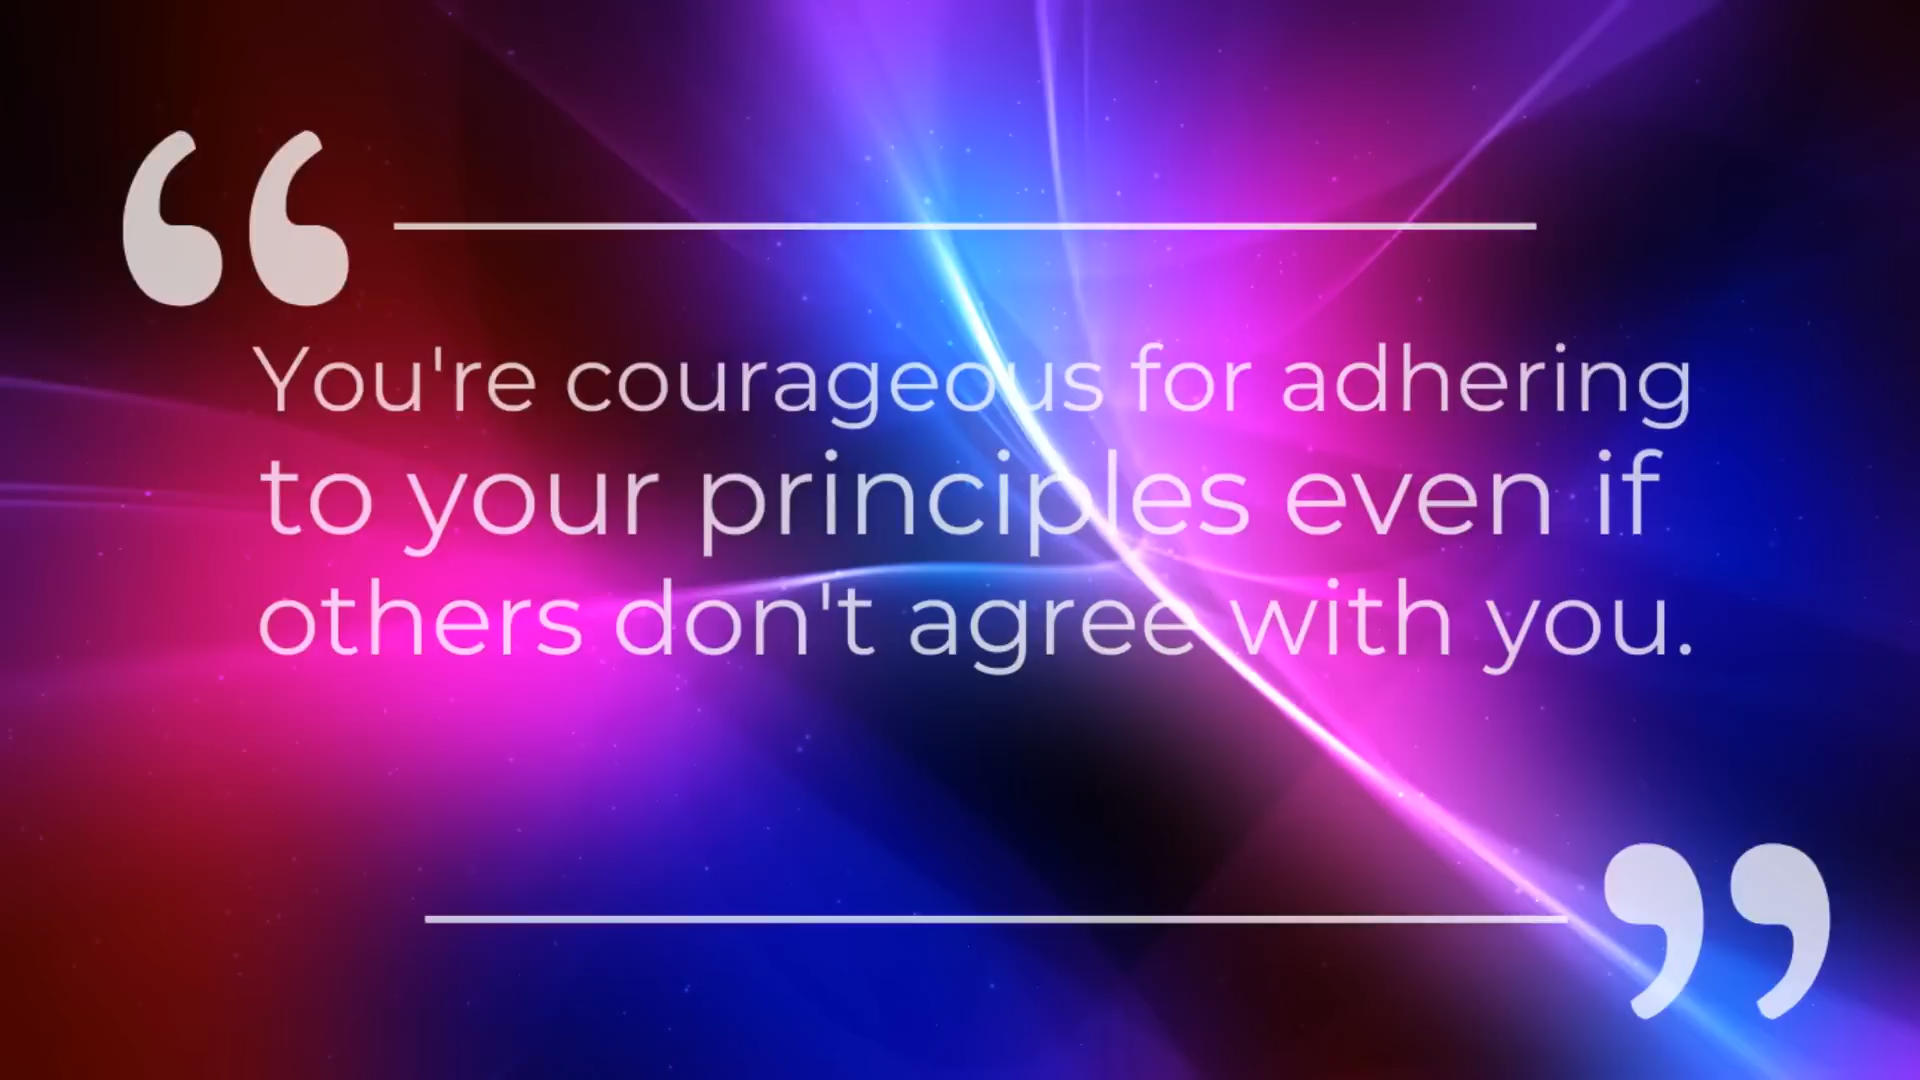 “
You're courageous for adhering
to your principles even if
others don't agree with you.
”